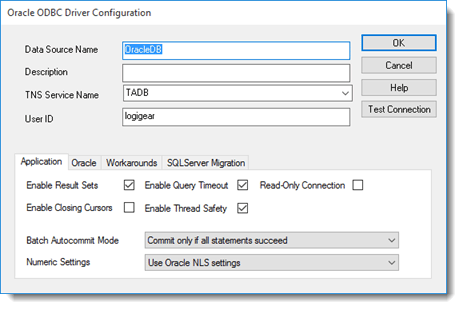 Oracle ODBC Driver Configuration
Data Source Name OracleDB OK
Description Cancel
TNS Service Name TADB Help
User ID logigear Test Connection
Application Oracle Workarounds SQLServer Migration
Enable Result Sets Enable Query Timeout Read-Only Connection
Enable Closing Cursors Enable Thread Safety
Batch Autocommit Mode Commit only if all statements succeed
Numeric Settings Use Oracle NLS settings